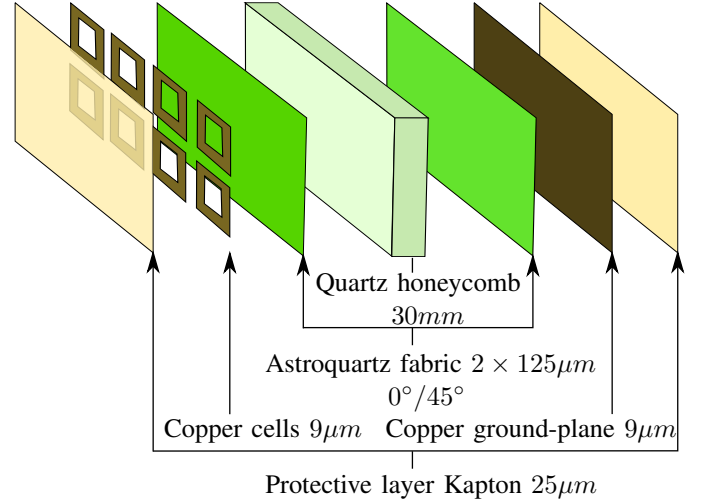 Quartz honeycomb
30mm
Astroquartz fabric 2 × 125μm
0°/45°
Copper cells 9μm Copper ground-plane 9μm
Protective layer Kapton 25μm